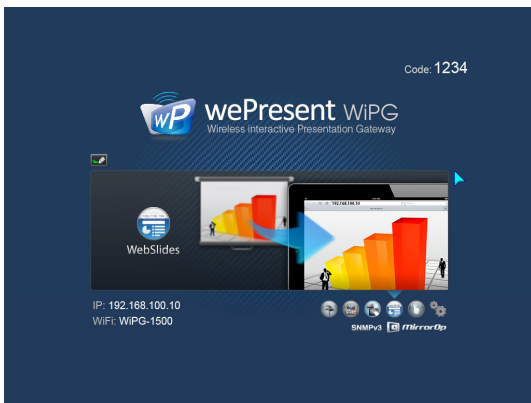 Code: 1234
wP wePresent WiPG
Wireless interactive Presentation Gateway
192.168.100.10
WebSlides
IP: 192.168.100.10
WiFi: WiPG-1500
SNMPv3 MirrorOp